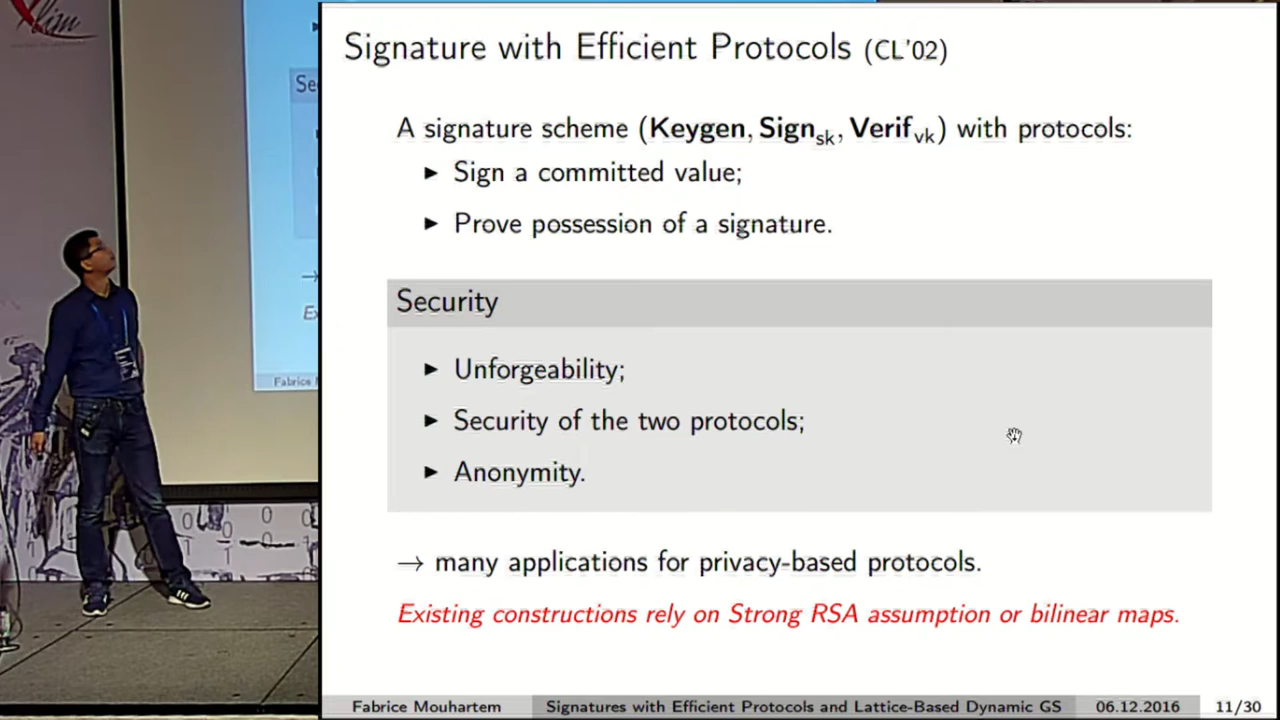 Signature with Efficient Protocols (CL'02)
A signature scheme (Keygen, Sign_sk, Verif_vk) with protocols:
► Sign a committed value;
► Prove possession of a signature.
Security
► Unforgeability;
► Security of the two protocols;
► Anonymity.
→ many applications for privacy-based protocols.
Existing constructions rely on Strong RSA assumption or bilinear maps.
Fabrice Mouhartem Signatures with Efficient Protocols and Lattice-Based Dynamic GS 06.12.2016 11/30